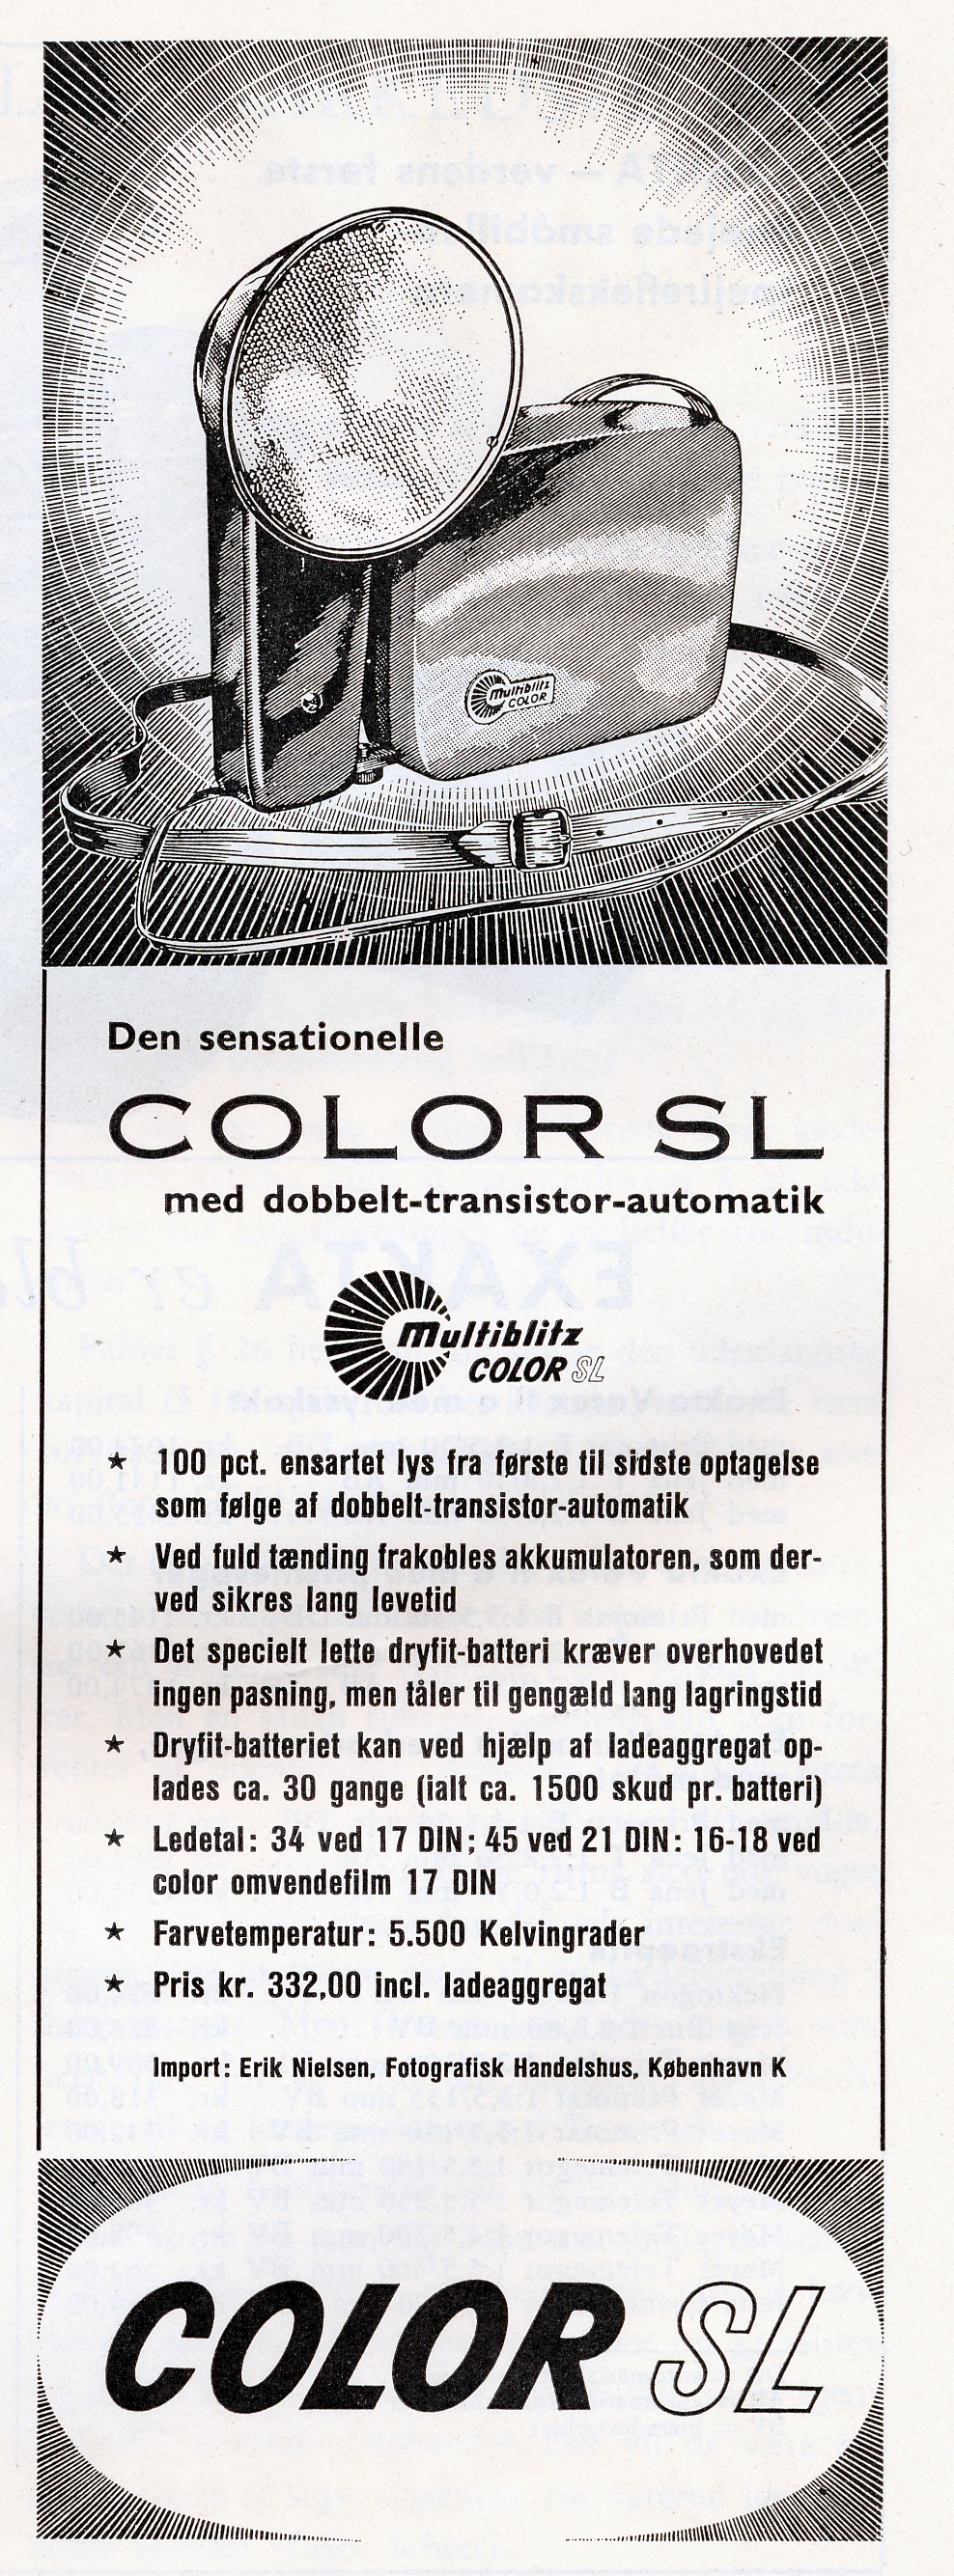 Multiblitz
COLOR
Den sensationelle
COLOR SL
med dobbelt-transistor-automatik
Multiblitz
COLOR SL
★ 100 pct. ensartet lys fra første til sidste optagelse
som følge af dobbelt-transistor-automatik
★ Ved fuld tænding frakobles akkumulatoren, som der-
ved sikres lang levetid
★ Det specielt lette dryfit-batteri kræver overhovedet
ingen pasning, men tåler til gengæld lang lagringstid
★ Dryfit-batteriet kan ved hjælp af ladeaggregat op-
lades ca. 30 gange (ialt ca. 1500 skud pr. batteri)
★ Ledetal: 34 ved 17 DIN; 45 ved 21 DIN: 16-18 ved
color omvendefilm 17 DIN
★ Farvetemperatur: 5.500 Kelvingrader
★ Pris kr. 332,00 incl. ladeaggregat
Import: Erik Nielsen, Fotografisk Handelshus, København K
COLOR SL